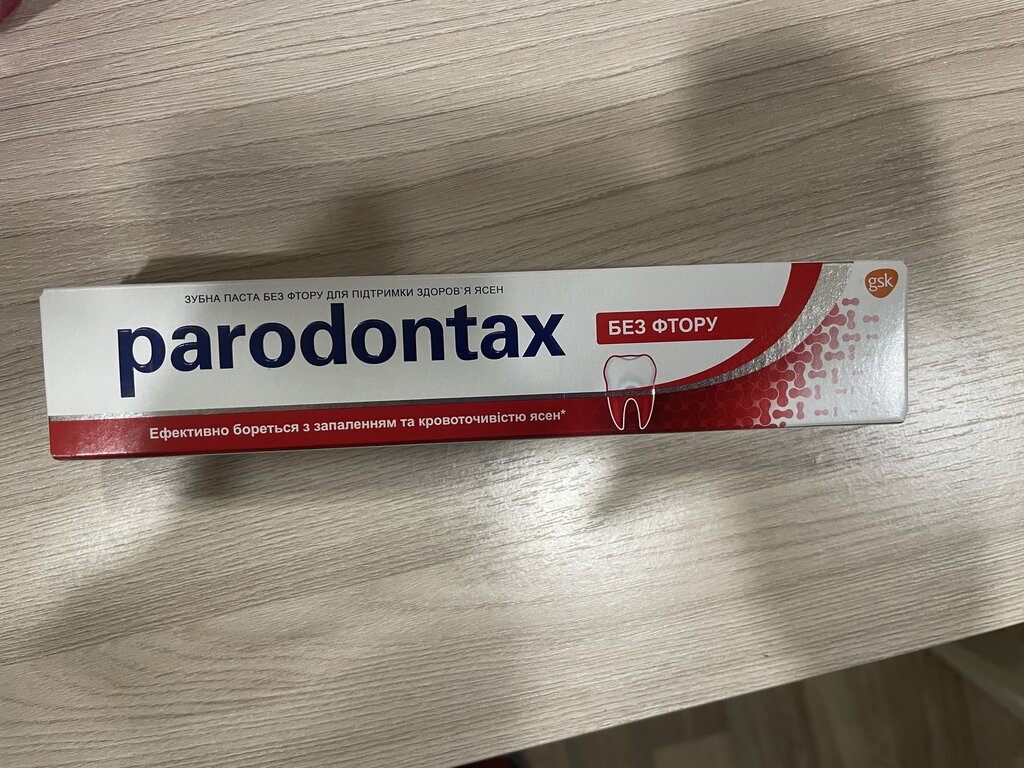 ЗУБНА ПАСТА БЕЗ ФТОРУ ДЛЯ ПІДТРИМКИ ЗДОРОВ'Я ЯСЕН
parodontax
БЕЗ ФТОРУ
gsk
Ефективно бореться з запаленням та кровоточивістю ясен*